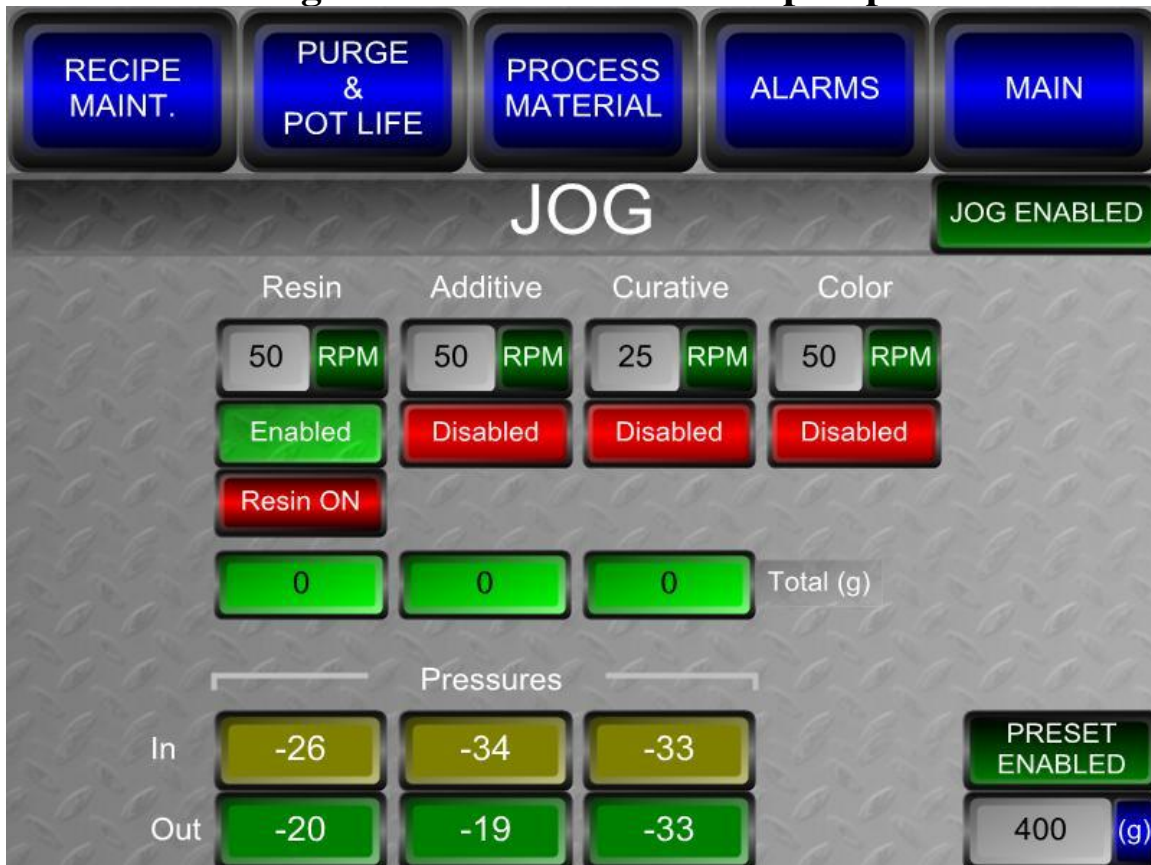 RECIPE
MAINT.
PURGE
&
POT LIFE
PROCESS
MATERIAL
ALARMS
MAIN
JOG
JOG ENABLED
Resin Additive Curative Color
50 RPM 50 RPM 25 RPM 50 RPM
Enabled Disabled Disabled Disabled
Resin ON
0 0 0 Total (g)
Pressures
In -26 -34 -33
PRESET
ENABLED
Out -20 -19 -33
400 (g)